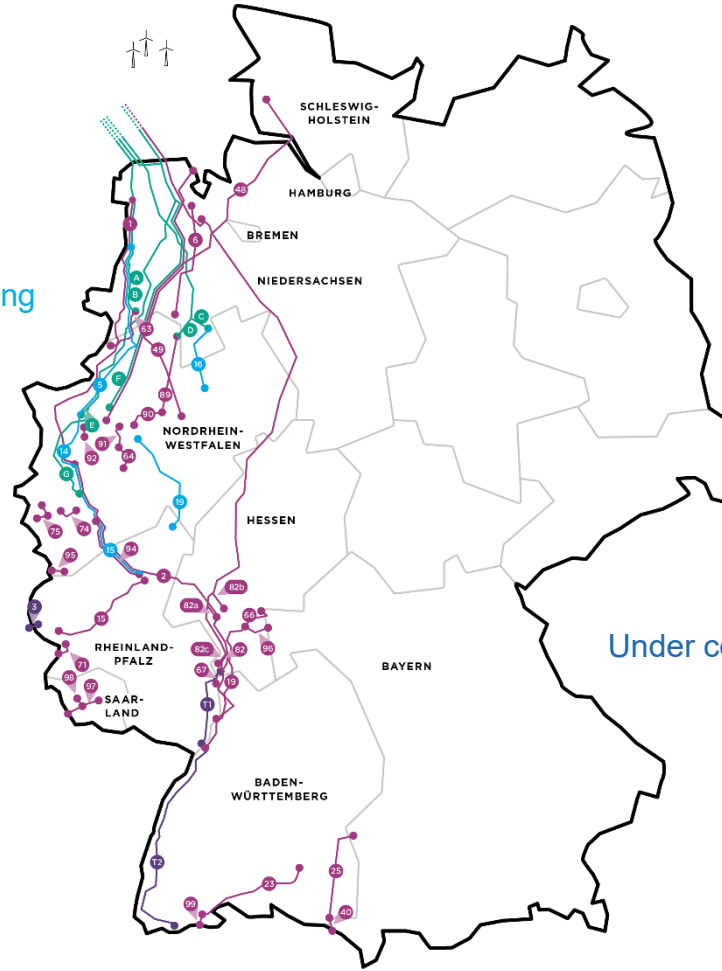 SCHLESWIG-
HOLSTEIN
48
HAMBURG
1
6
BREMEN
NIEDERSACHSEN
A
B
ng
C
D
63
49
16
F
5
89
90
E
NORDRHEIN-
WESTFALEN
14
91
92
64
G
19
75
74
HESSEN
95
15
94
2
82b
82a
3
15
66
RHEINLAND-
PFALZ
82c
82
96
Under co
71
67
19
BAYERN
98
97
SAAR-
LAND
T1
BADEN-
WÜRTTEMBERG
T2
23
25
99
40